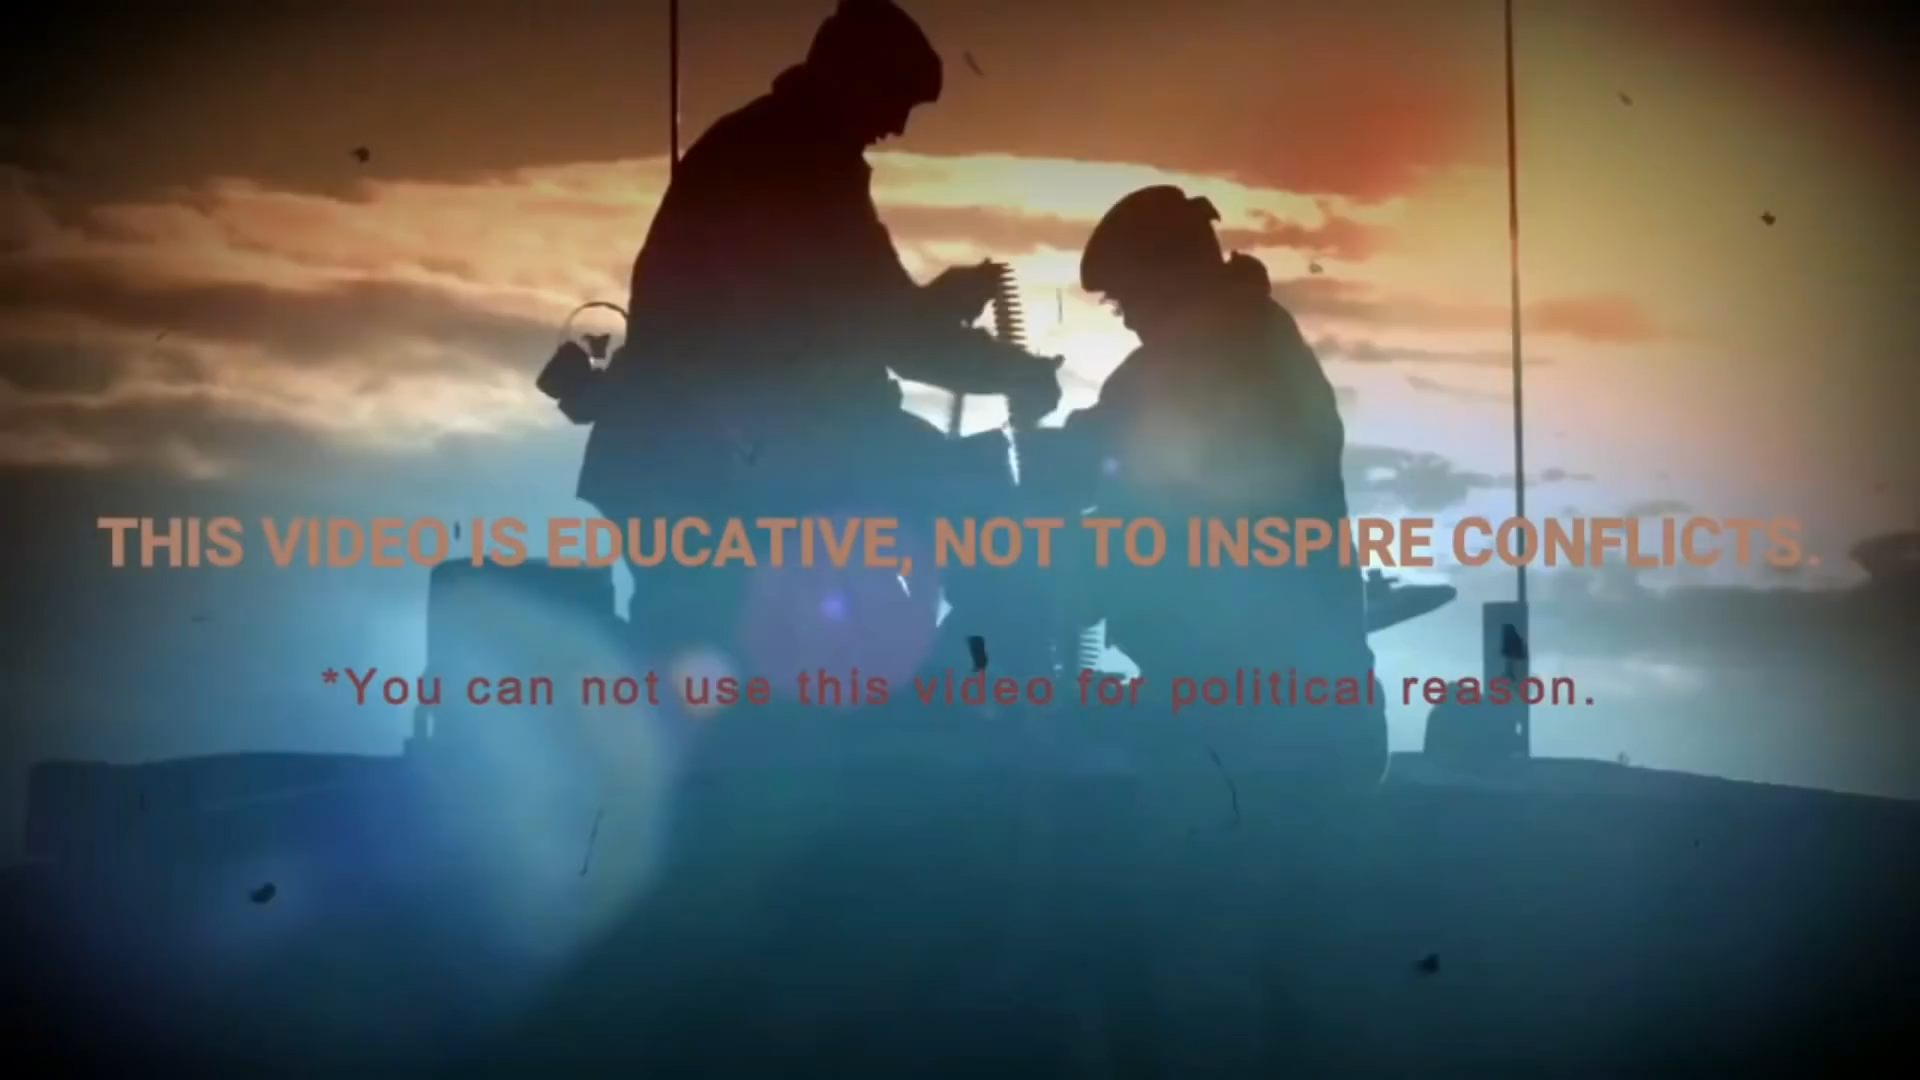 THIS VIDEO IS EDUCATIVE, NOT TO INSPIRE CONFLICTS.
*You can not use this video for political reason.